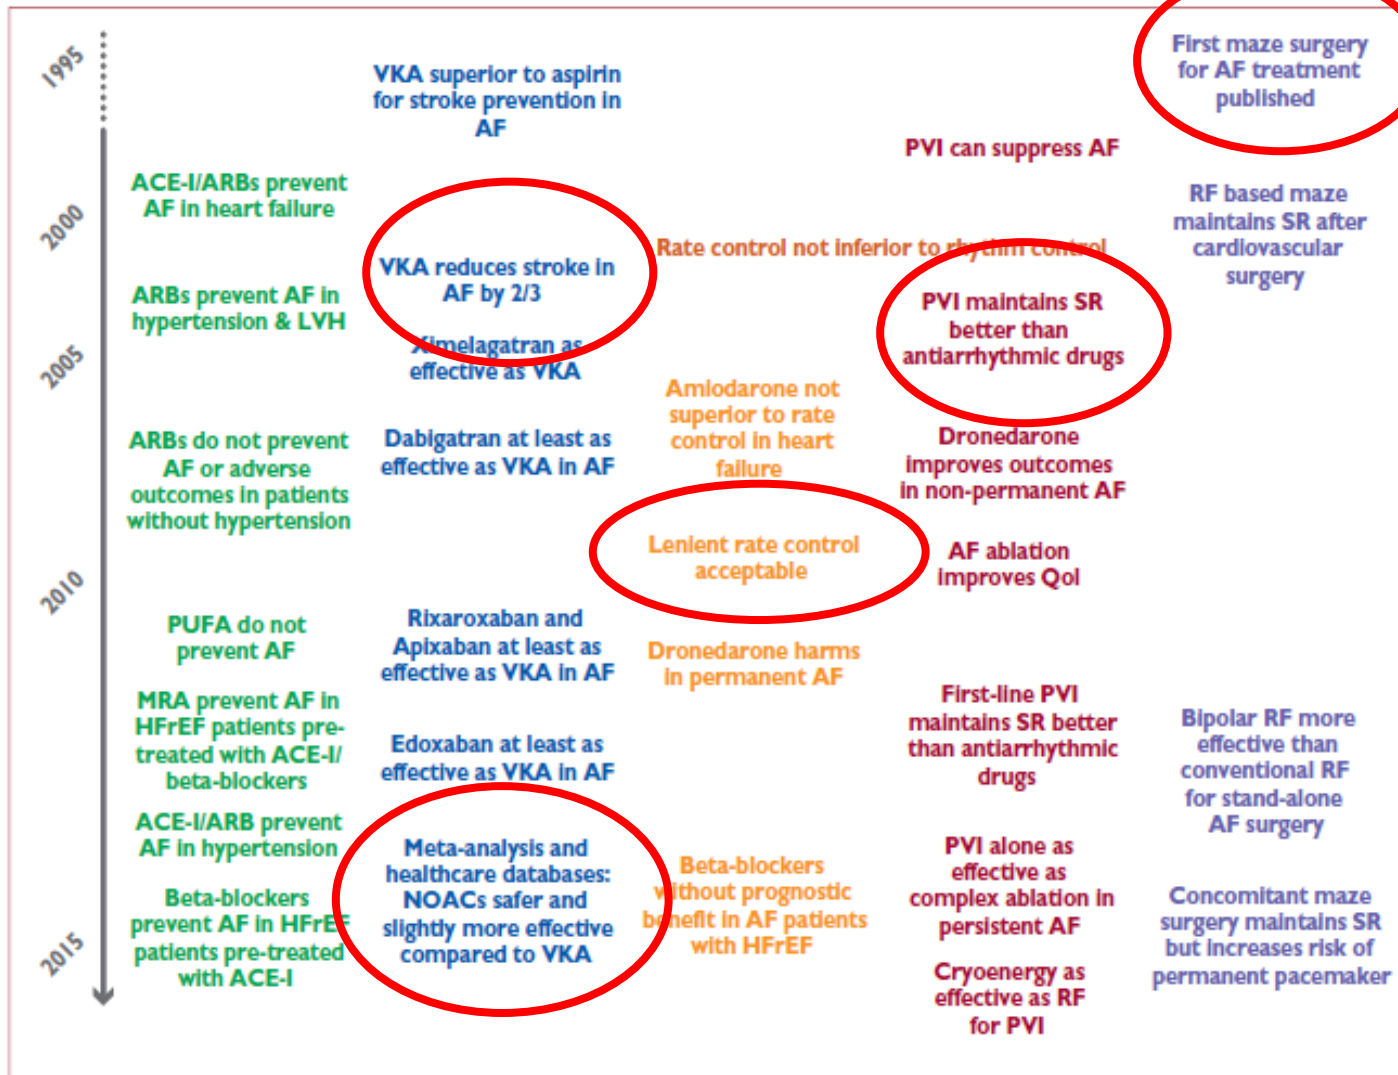 1995
2000
2005
2010
2015
ACE-I/ARBs prevent
AF in heart failure
ARBs prevent AF in
hypertension & LVH
ARBs do not prevent
AF or adverse
outcomes in patients
without hypertension
PUFA do not
prevent AF
MRA prevent AF in
HFrEF patients pre-
treated with ACE-I/
beta-blockers
ACE-I/ARB prevent
AF in hypertension
Beta-blockers
prevent AF in HFrEF
patients pre-treated
with ACE-I
VKA superior to aspirin
for stroke prevention in
AF
VKA reduces stroke in
AF by 2/3
Ximelagatran as
effective as VKA
Dabigatran at least as
effective as VKA in AF
Rixaroxaban and
Apixaban at least as
effective as VKA in AF
Edoxaban at least as
effective as VKA in AF
Meta-analysis and
healthcare databases:
NOACs safer and
slightly more effective
compared to VKA
Rate control not inferior to rhythm control
Amiodarone not
superior to rate
control in heart
failure
Lenient rate control
acceptable
Dronedarone harms
in permanent AF
Beta-blockers
without prognostic
benefit in AF patients
with HFrEF
PVI can suppress AF
PVI maintains SR
better than
antiarrhythmic drugs
Dronedarone
improves outcomes
in non-permanent AF
AF ablation
improves Qol
First-line PVI
maintains SR better
than antiarrhythmic
drugs
PVI alone as
effective as
complex ablation in
persistent AF
Cryoenergy as
effective as RF
for PVI
First maze surgery
for AF treatment
published
RF based maze
maintains SR after
cardiovascular
surgery
Bipolar RF more
effective than
conventional RF
for stand-alone
AF surgery
Concomitant maze
surgery maintains SR
but increases risk of
permanent pacemaker